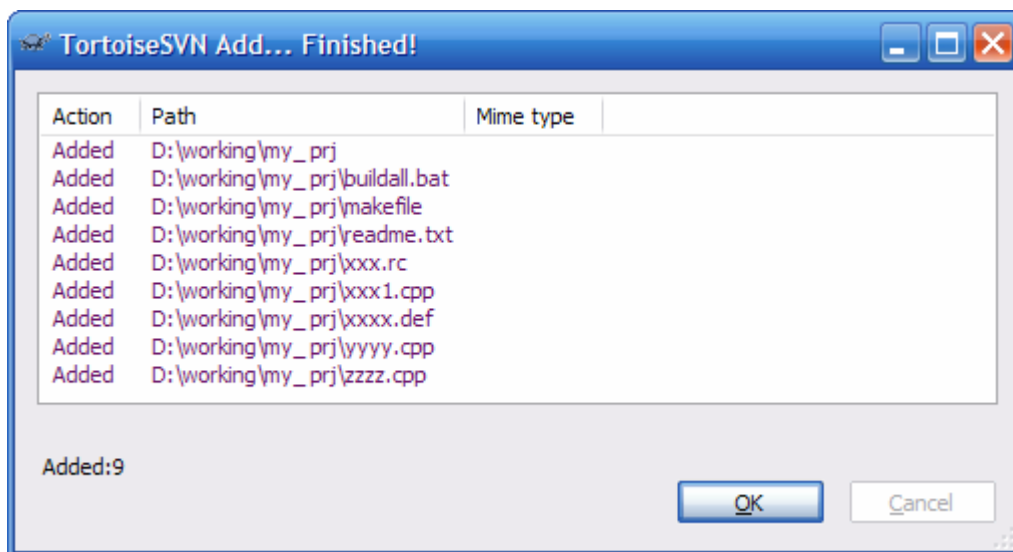 TortoiseSVN Add... Finished!
Action Path Mime type
Added D:\working\my_prj
Added D:\working\my_prj\buildall.bat
Added D:\working\my_prj\makefile
Added D:\working\my_prj\readme.txt
Added D:\working\my_prj\xxx.rc
Added D:\working\my_prj\xxx1.cpp
Added D:\working\my_prj\xxxx.def
Added D:\working\my_prj\yyyy.cpp
Added D:\working\my_prj\zzzz.cpp
Added:9
OK Cancel